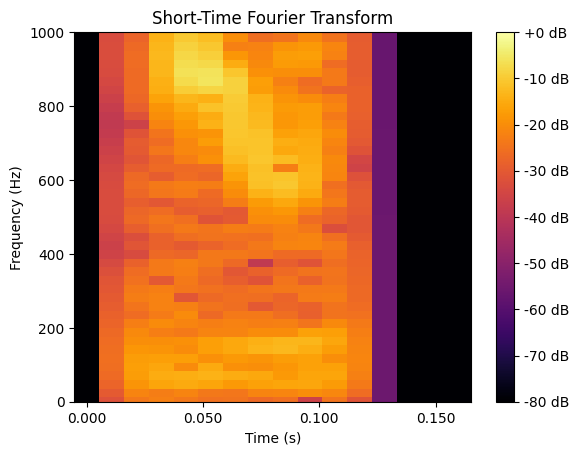 Short-Time Fourier Transform
1000
800
600
400
200
0
Frequency (Hz)
0.000
0.050
0.100
0.150
Time (s)
+0 dB
-10 dB
-20 dB
-30 dB
-40 dB
-50 dB
-60 dB
-70 dB
-80 dB